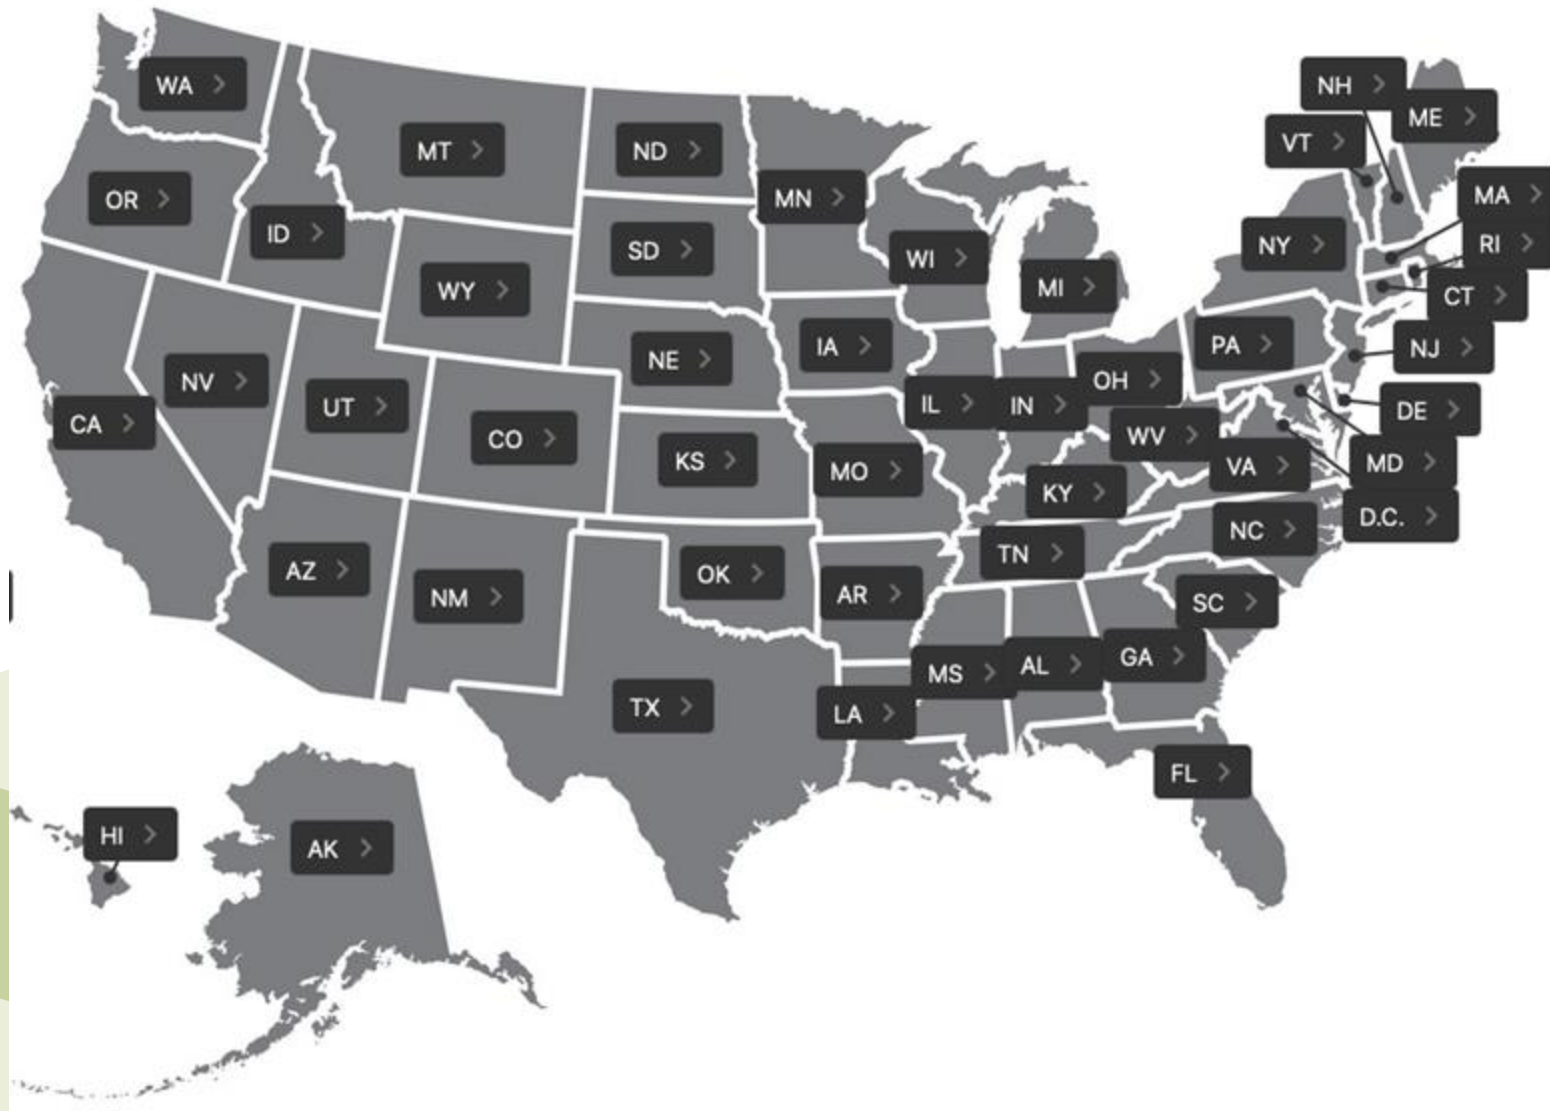 WA >
MT >
ND >
MN >
NH >
ME >
VT >
OR >
ID >
SD >
WI >
MI >
NY >
MA >
RI >
WY >
CT >
NV >
UT >
NE >
IA >
PA >
NJ >
CA >
CO >
KS >
MO >
IL >
IN >
OH >
WV >
DE >
KY >
VA >
MD >
D.C. >
AZ >
NM >
OK >
AR >
TN >
NC >
SC >
TX >
LA >
MS >
AL >
GA >
FL >
HI >
AK >